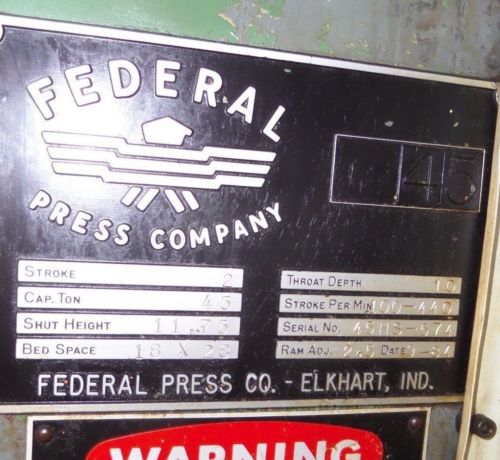 FEDERAL
PRESS COMPANY
45
STROKE 2
CAP. TON 45
SHUT HEIGHT 11.75
BED SPACE 18 X 28
THROAT DEPTH 10
STROKE PER MIN 100-440
SERIAL NO. 45HS-574
RAM ADJ. 2.5 DATE -84
FEDERAL PRESS CO. - ELKHART, IND.
WARNING